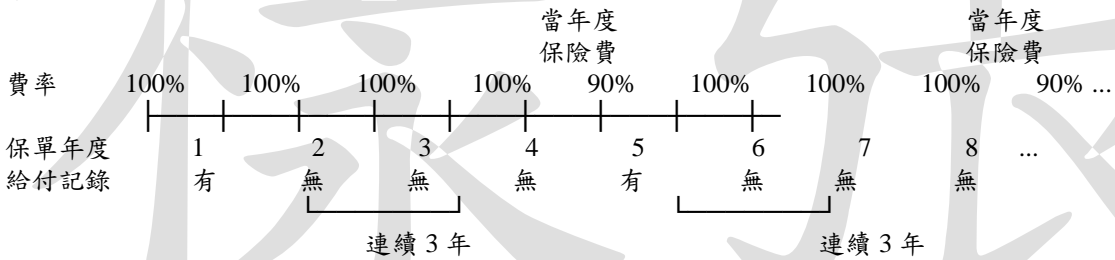 當年度 當年度
保險費 保險費
費率 100% 100% 100% 100% 90% 100% 100% 100% 90% ...
保單年度 1 2 3 4 5 6 7 8 ...
給付記錄 有 無 無 無 有 無 無 無
連續 3 年 連續 3 年